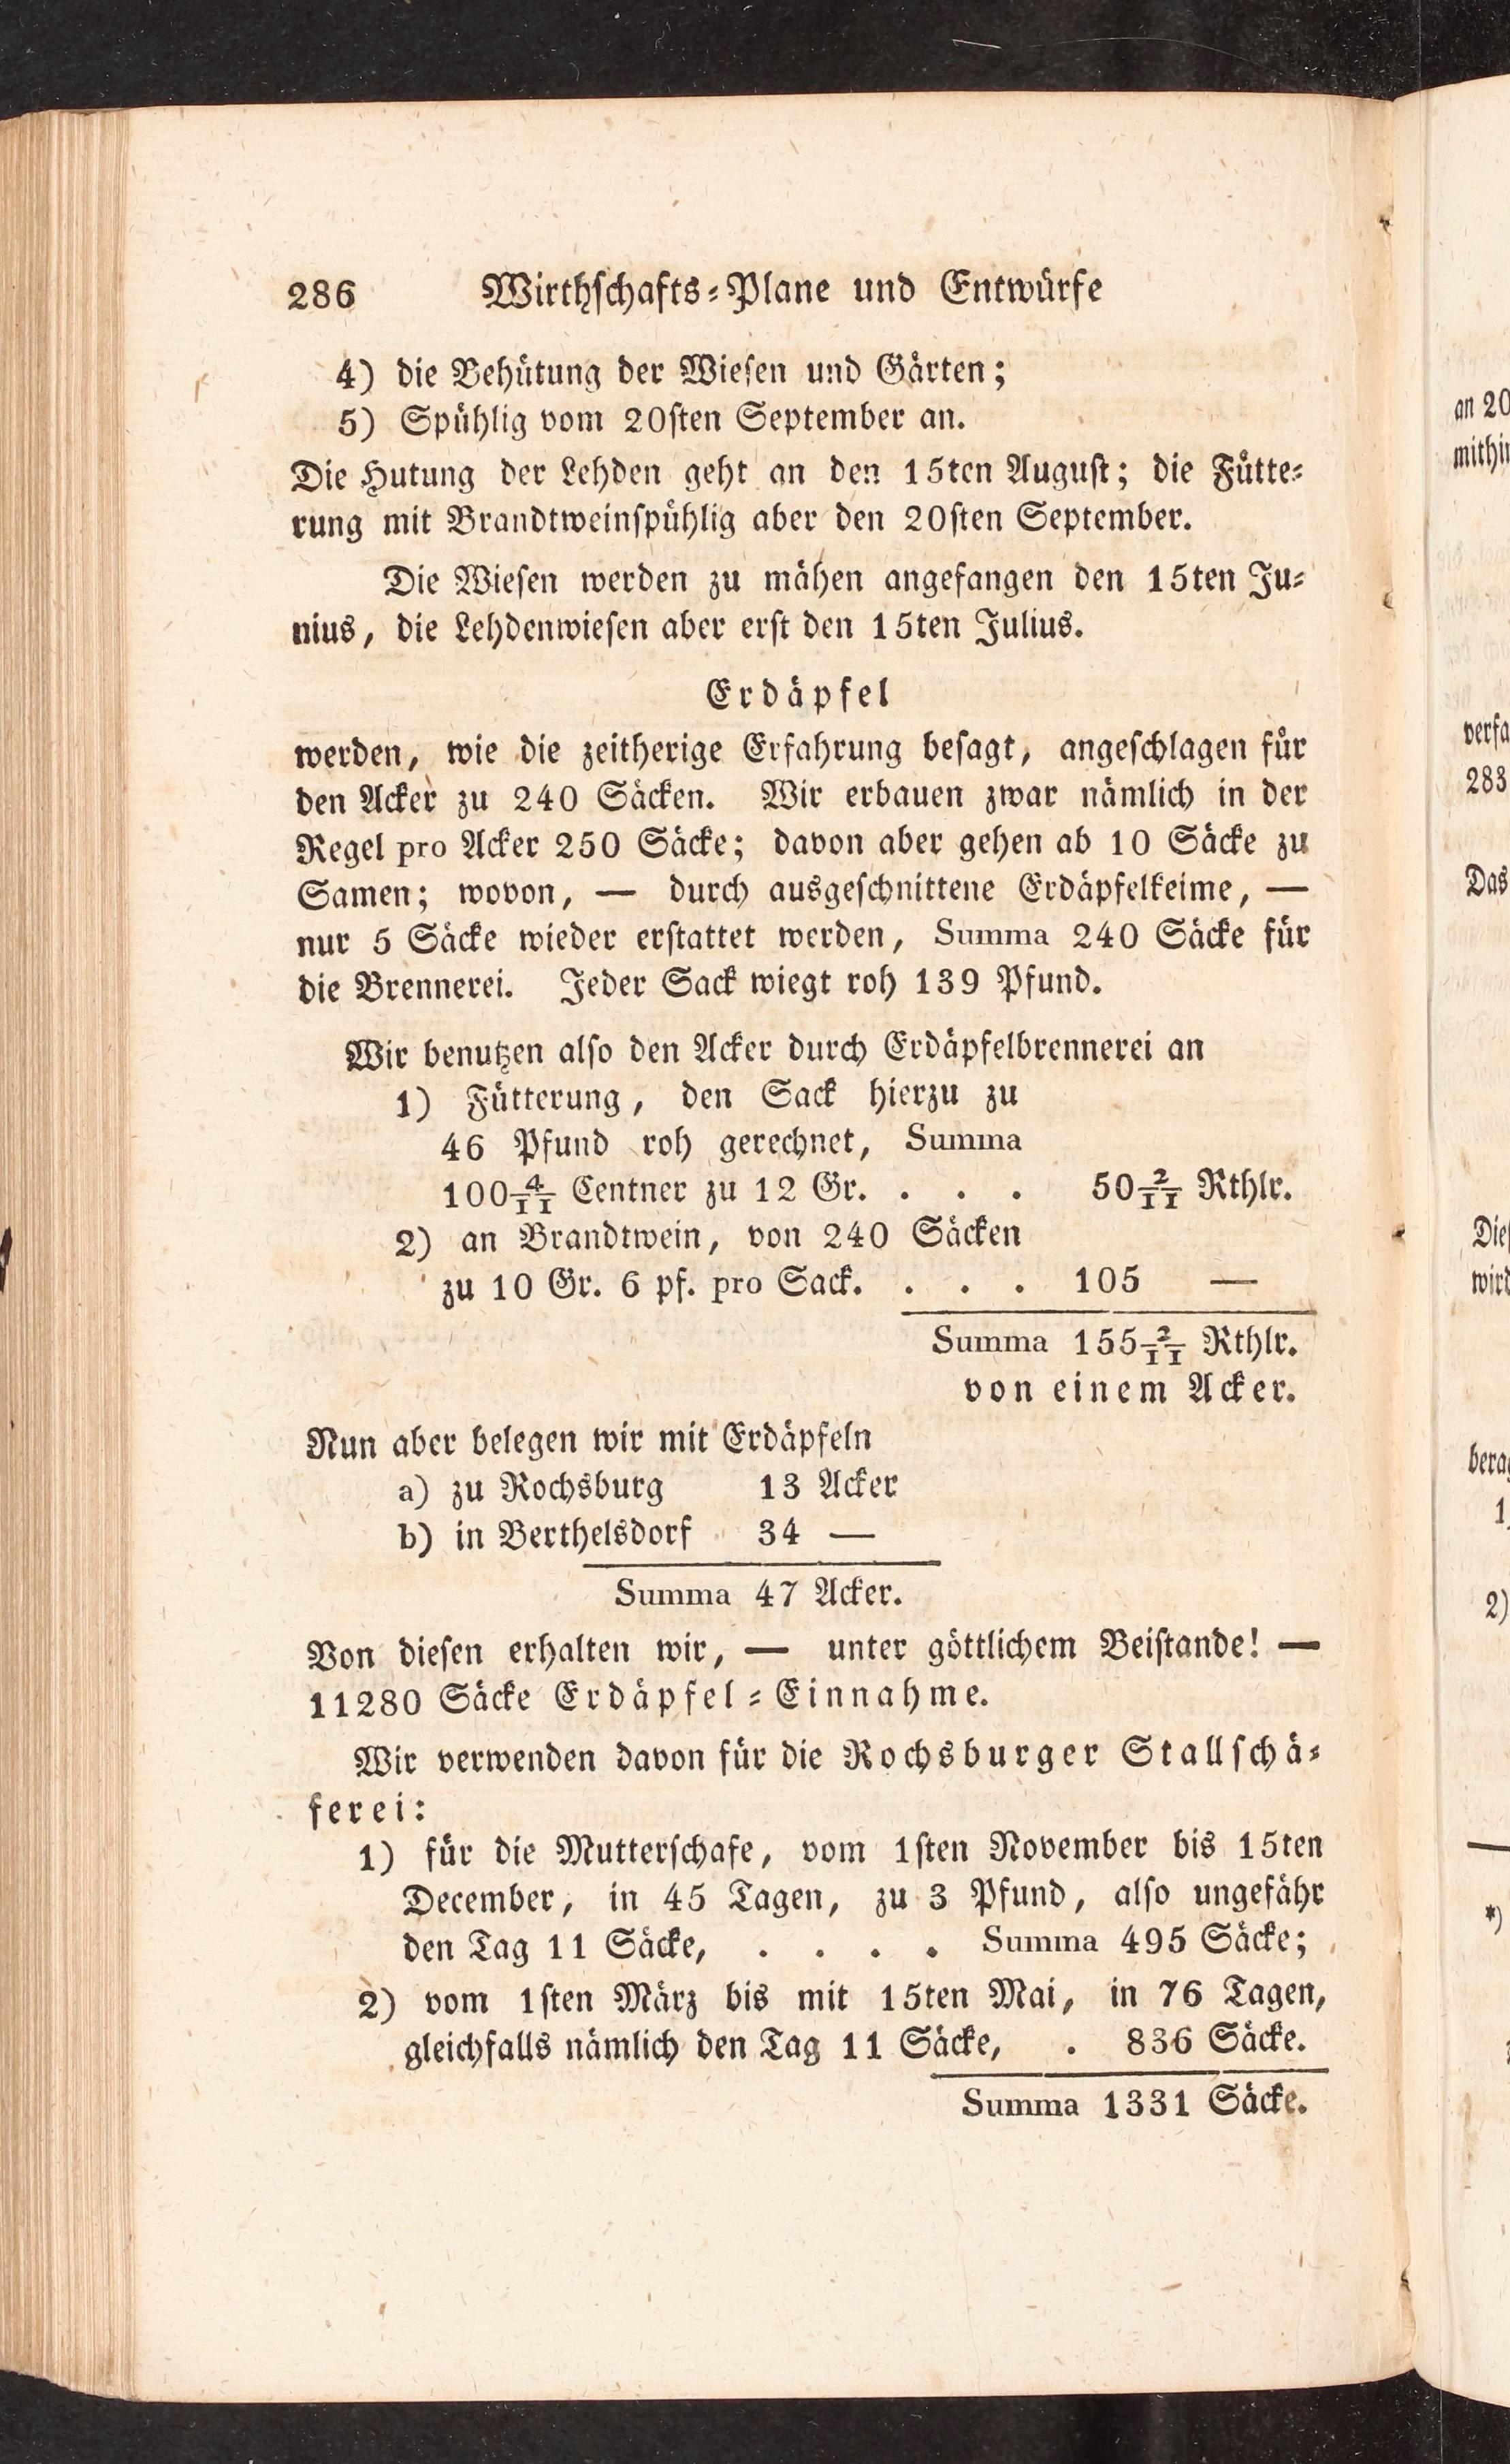 286 Wirthschafts-Plane und Entwürfe
4) die Behütung der Wiesen und Gärten;
5) Spühlig vom 20sten September an.
Die Hutung der Lehden geht an den 15ten August; die Fütte-
rung mit Brandtweinspühlig aber den 20sten September.
Die Wiesen werden zu mähen angefangen den 15ten Ju-
nius, die Lehdenwiesen aber erst den 15ten Julius.
Erdäpfel
werden, wie die zeitherige Erfahrung besagt, angeschlagen für
den Acker zu 240 Säcken. Wir erbauen zwar nämlich in der
Regel pro Acker 250 Säcke; davon aber gehen ab 10 Säcke zu
Samen; wovon, — durch ausgeschnittene Erdäpfelkeime, —
nur 5 Säcke wieder erstattet werden, Summa 240 Säcke für
die Brennerei. Jeder Sack wiegt roh 139 Pfund.
Wir benutzen also den Acker durch Erdäpfelbrennerei an
1) Fütterung, den Sack hierzu zu
46 Pfund roh gerechnet, Summa
100 4/11 Centner zu 12 Gr. . . . 50 2/11 Rthlr.
2) an Brandtwein, von 240 Säcken
zu 10 Gr. 6 pf. pro Sack. . . . 105 —
Summa 155 2/11 Rthlr.
von einem Acker.
Nun aber belegen wir mit Erdäpfeln
a) zu Rochsburg 13 Acker
b) in Berthelsdorf 34 —
Summa 47 Acker.
Von diesen erhalten wir, — unter göttlichem Beistande! —
11280 Säcke Erdäpfel-Einnahme.
Wir verwenden davon für die Rochsburger Stallschä-
ferei:
1) für die Mutterschafe, vom 1sten November bis 15ten
December, in 45 Tagen, zu 3 Pfund, also ungefähr
den Tag 11 Säcke, . . . . Summa 495 Säcke;
2) vom 1sten März bis mit 15ten Mai, in 76 Tagen,
gleichfalls nämlich den Tag 11 Säcke, . 836 Säcke.
Summa 1331 Säcke.
an 20
verfa
283
Das
wird
1
2)
*)